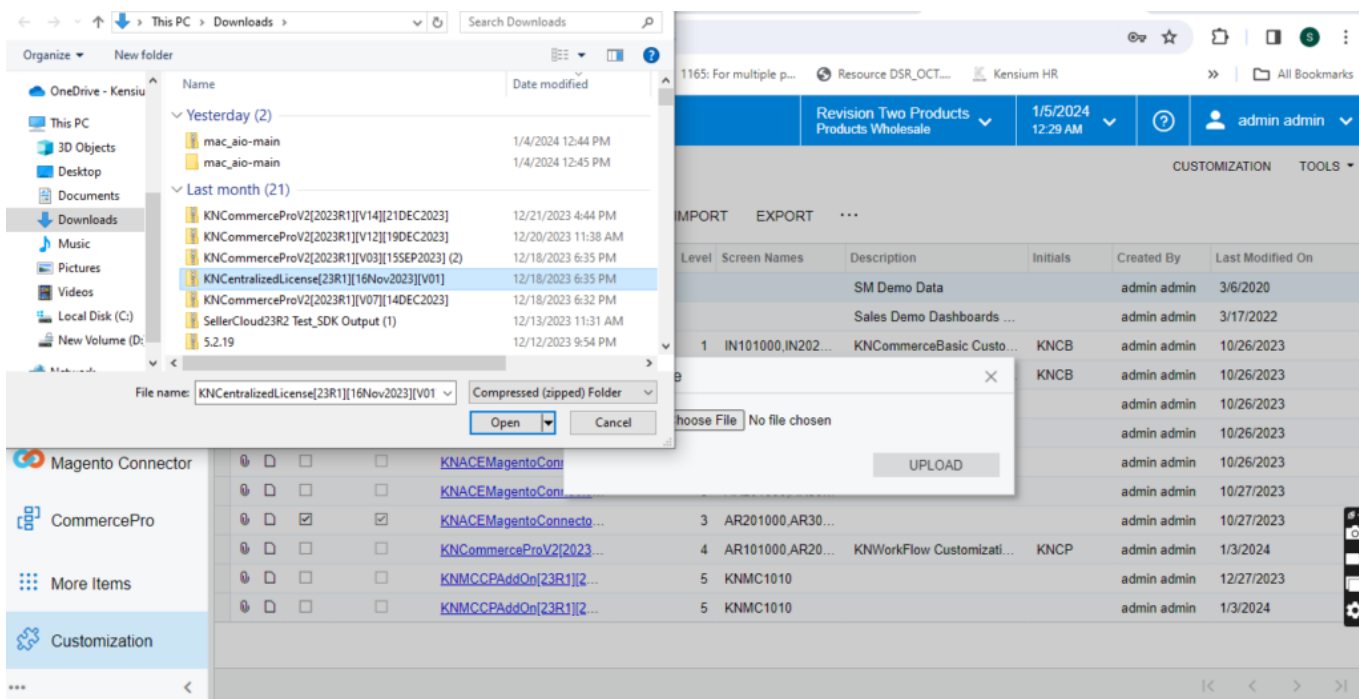 This PC > Downloads >
Search Downloads
Organize
New folder
OneDrive - Kensiu
This PC
3D Objects
Desktop
Documents
Downloads
Music
Pictures
Videos
Local Disk (C:)
New Volume (D:
Network
Name
Date modified
Yesterday (2)
mac_aio-main 1/4/2024 12:44 PM
mac_aio-main 1/4/2024 12:45 PM
Last month (21)
KNCommerceProV2[2023R1][V14][21DEC2023] 12/21/2023 4:44 PM
KNCommerceProV2[2023R1][V12][19DEC2023] 12/20/2023 11:38 AM
KNCommerceProV2[2023R1][V03][15SEP2023] (2) 12/18/2023 6:35 PM
KNCentralizedLicense[23R1][16Nov2023][V01] 12/18/2023 6:35 PM
KNCommerceProV2[2023R1][V07][14DEC2023] 12/18/2023 6:32 PM
SellerCloud23R2 Test_SDK Output (1) 12/13/2023 11:31 AM
5.2.19 12/12/2023 9:54 PM
File name: KNCentralizedLicense[23R1][16Nov2023][V01
Compressed (zipped) Folder
Open
Cancel
S
1165: For multiple p...
Resource DSR_OCT....
Kensium HR
»
All Bookmarks
Revision Two Products
Products Wholesale
1/5/2024
12:29 AM
admin admin
CUSTOMIZATION
TOOLS
IMPORT
EXPORT
...
Level Screen Names Description Initials Created By Last Modified On
SM Demo Data admin admin 3/6/2020
Sales Demo Dashboards ... admin admin 3/17/2022
1 IN101000,IN202... KNCommerceBasic Custo... KNCB admin admin 10/26/2023
KNCB admin admin 10/26/2023
admin admin 10/26/2023
admin admin 10/26/2023
hoose File No file chosen
UPLOAD
Magento Connector
CommercePro
More Items
Customization
KNACEMagentoConn admin admin 10/26/2023
KNACEMagentoConn admin admin 10/27/2023
KNACEMagentoConnecto... 3 AR201000,AR30... admin admin 10/27/2023
KNCommerceProV2[2023... 4 AR101000,AR20... KNWorkFlow Customizati... KNCP admin admin 1/3/2024
KNMCCPAddOn[23R1][2... 5 KNMC1010 admin admin 12/27/2023
KNMCCPAddOn[23R1][2... 5 KNMC1010 admin admin 1/3/2024